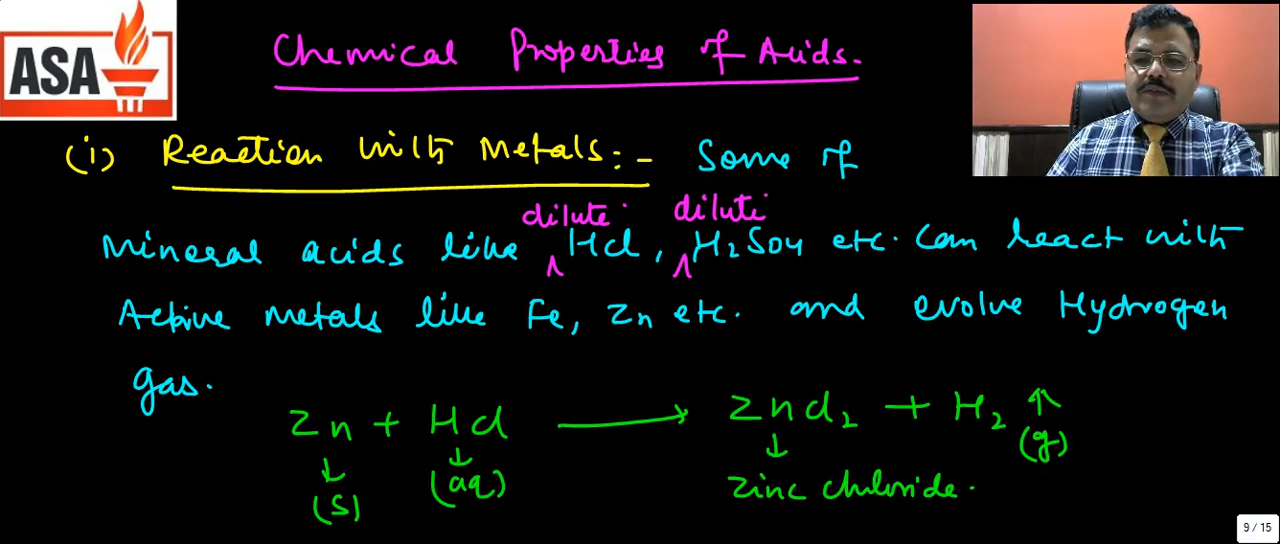 ASA
Chemical Properties of Acids.
(i) Reaction with Metals:- Some of
dilute dilute
Mineral acids like ^ HCl, ^ H₂SO4 etc. can react with
Active metals like Fe, Zn etc. and evolve Hydrogen
gas.
Zn + HCl → ZnCl₂ + H₂ ↑
↓ ↓ ↓ (g)
(s) (aq) Zinc chloride.
9 / 15